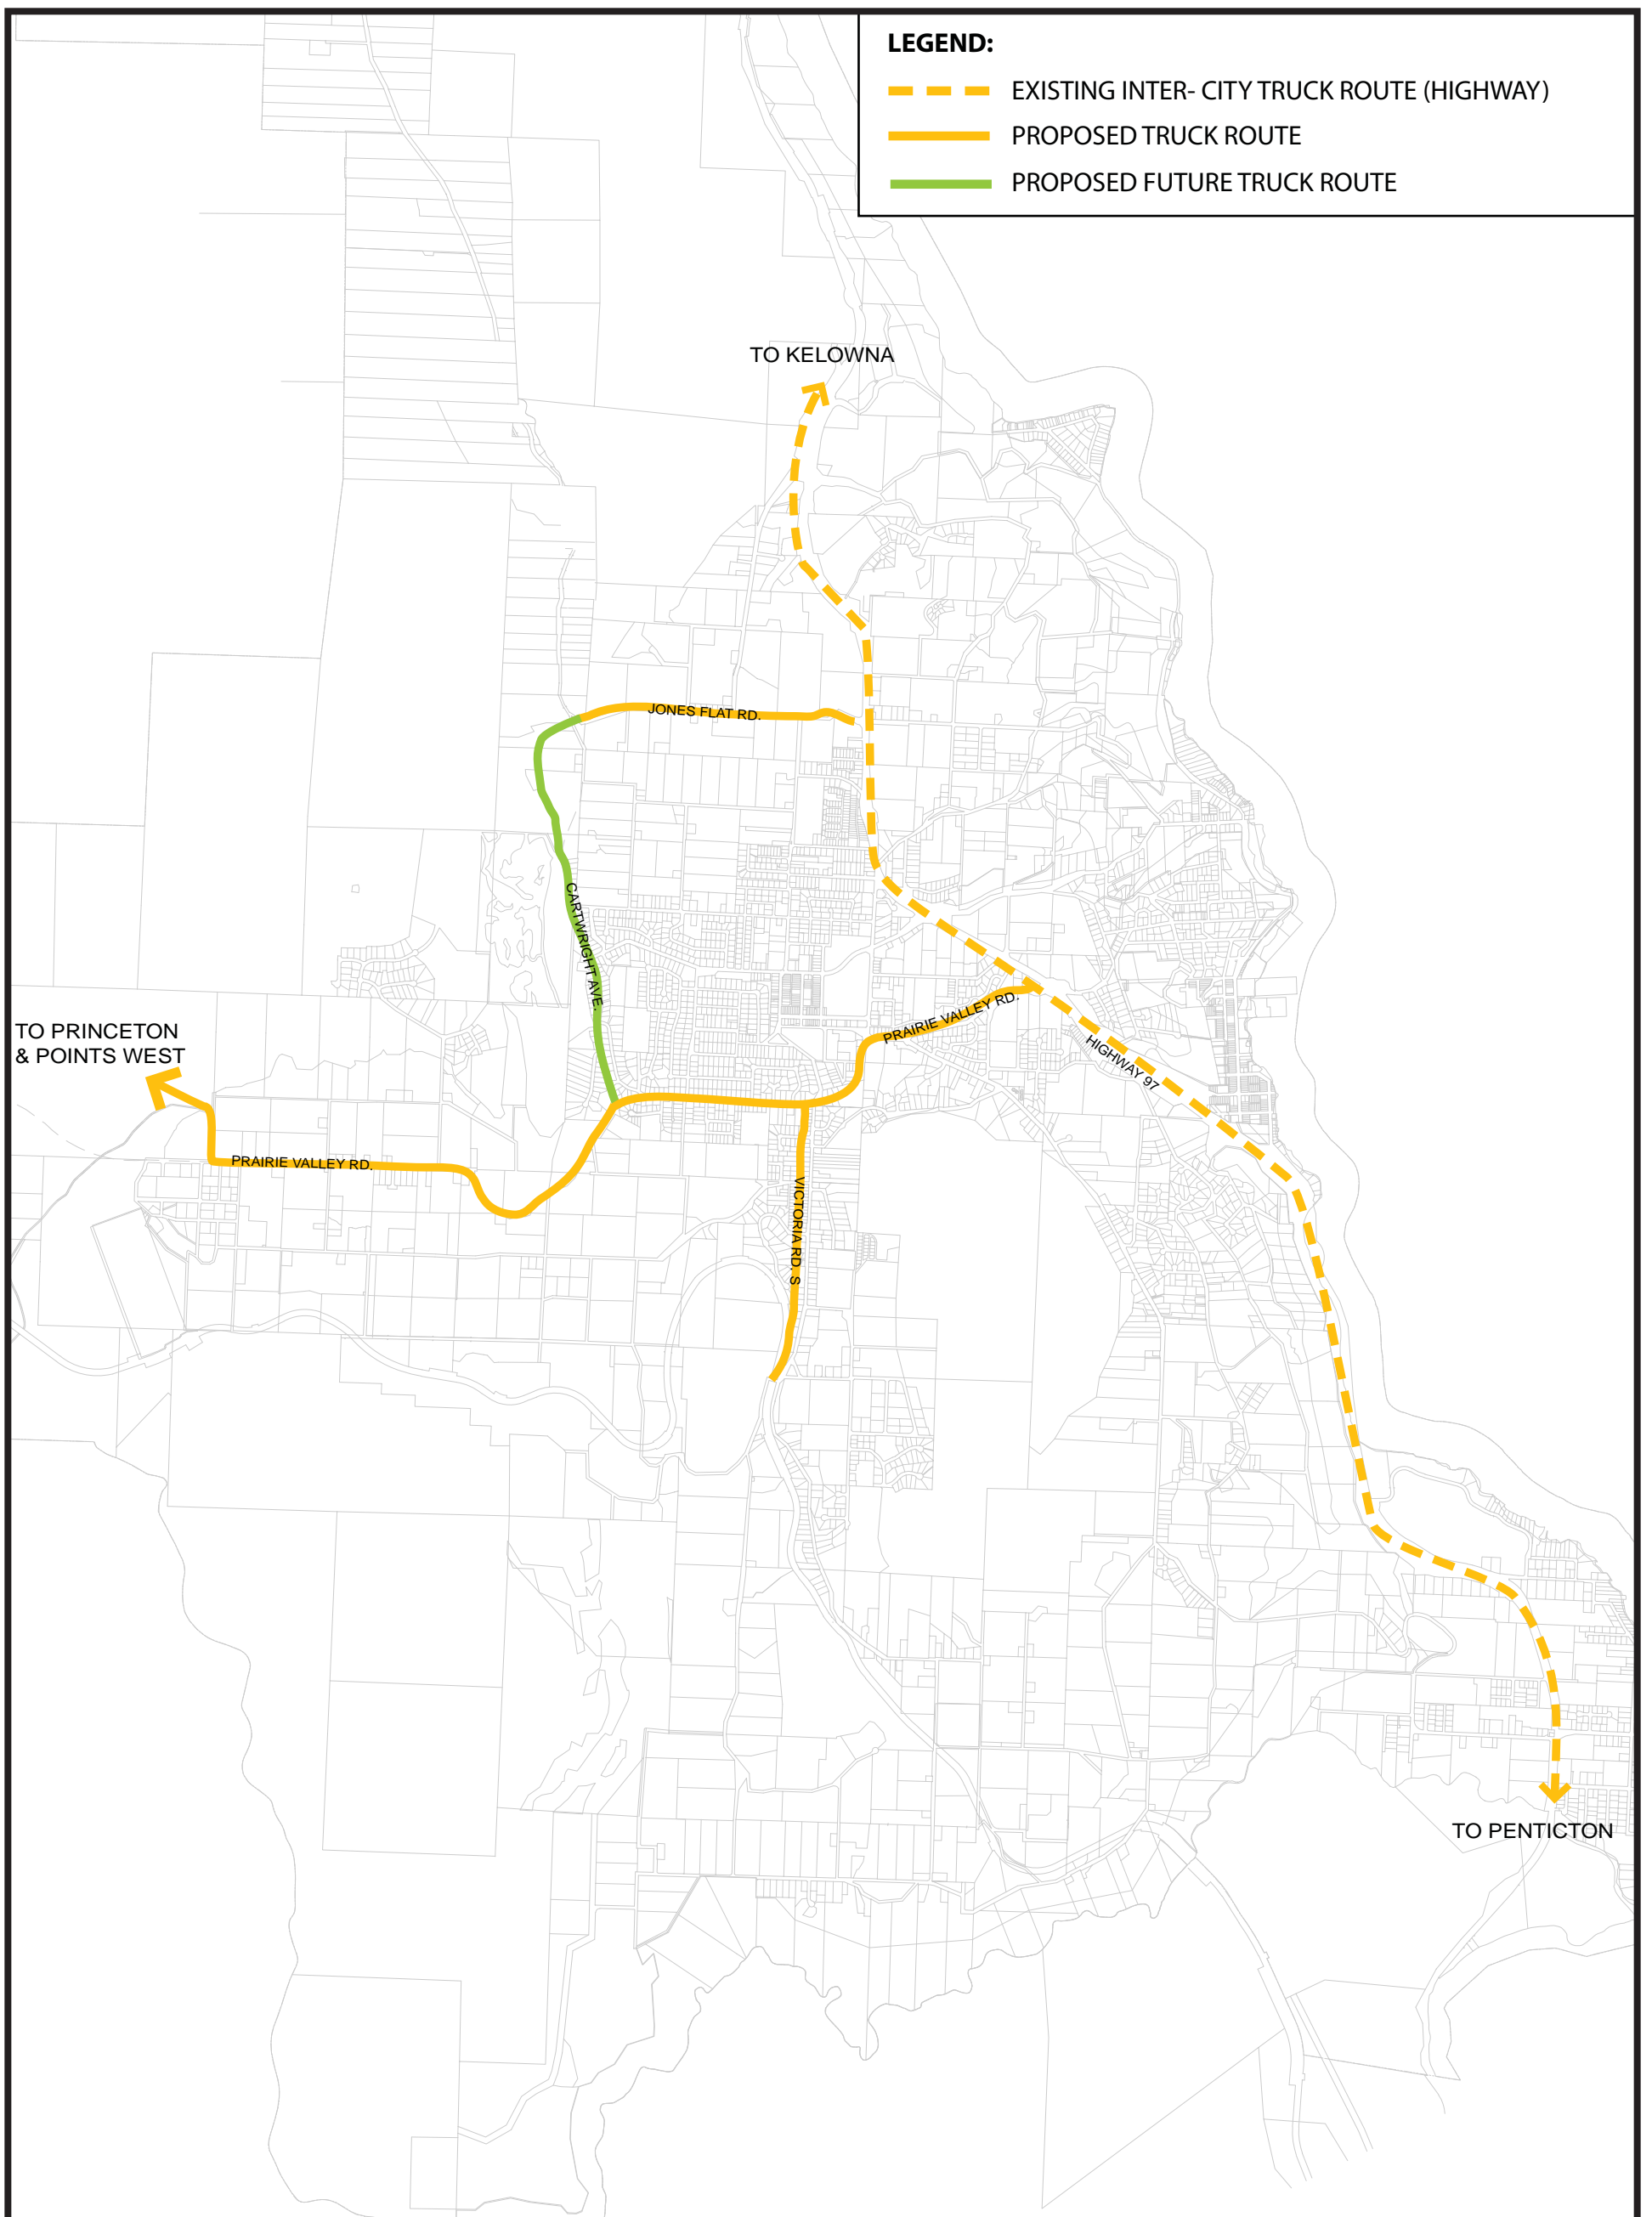 LEGEND:
EXISTING INTER- CITY TRUCK ROUTE (HIGHWAY)
PROPOSED TRUCK ROUTE
PROPOSED FUTURE TRUCK ROUTE
TO KELOWNA
JONES FLAT RD.
CARTWRIGHT AVE.
PRAIRIE VALLEY RD.
HIGHWAY 97
TO PRINCETON
& POINTS WEST
PRAIRIE VALLEY RD.
VICTORIA RD. S
TO PENTICTON